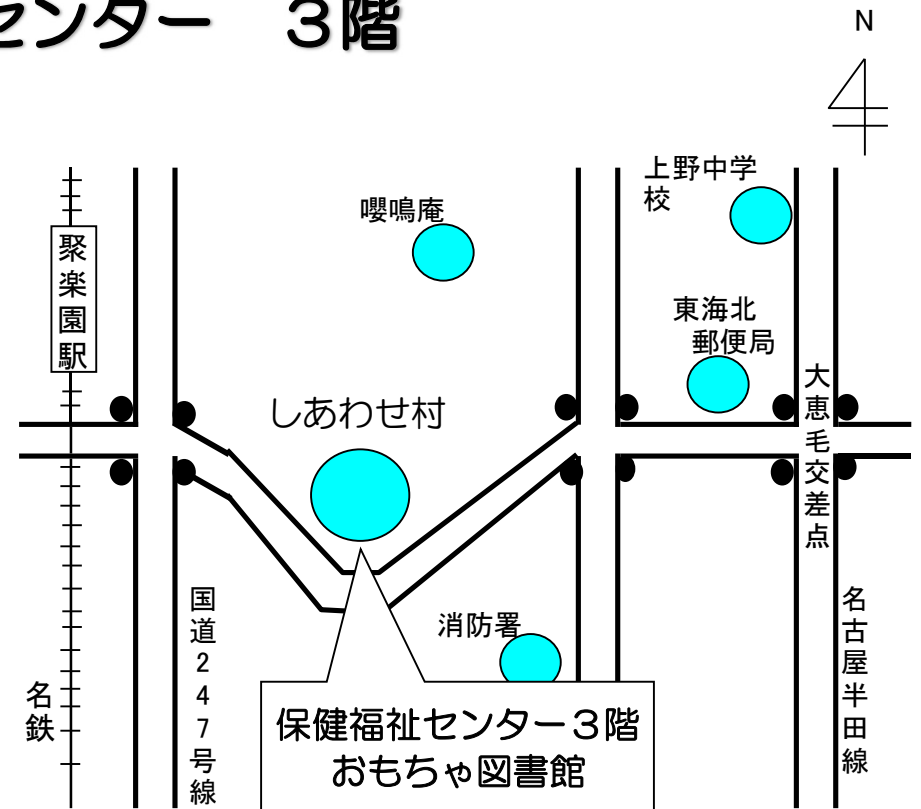 センター　３階
N
上野中学
校
嚶鳴庵
聚楽園駅
東海北
郵便局
大恵毛交差点
しあわせ村
国道２４７号線
消防署
名古屋半田線
名鉄
保健福祉センター３階
おもちゃ図書館